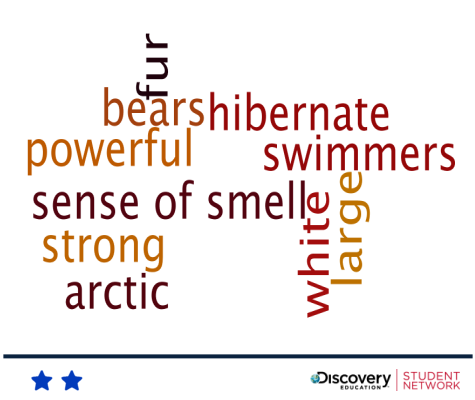 fur
bears hibernate
powerful
swimmers
sense of smell
white
large
strong
arctic
Discovery
EDUCATION
STUDENT
NETWORK